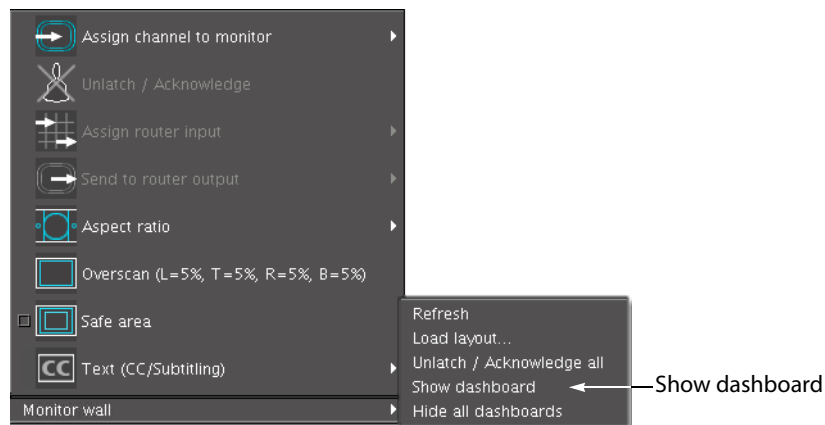 Assign channel to monitor
Unlatch / Acknowledge
Assign router input
Send to router output
Aspect ratio
Overscan (L=5%, T=5%, R=5%, B=5%)
Safe area
CC Text (CC/Subtitling)
Monitor wall
Refresh
Load layout...
Unlatch / Acknowledge all
Show dashboard
Hide all dashboards
Show dashboard